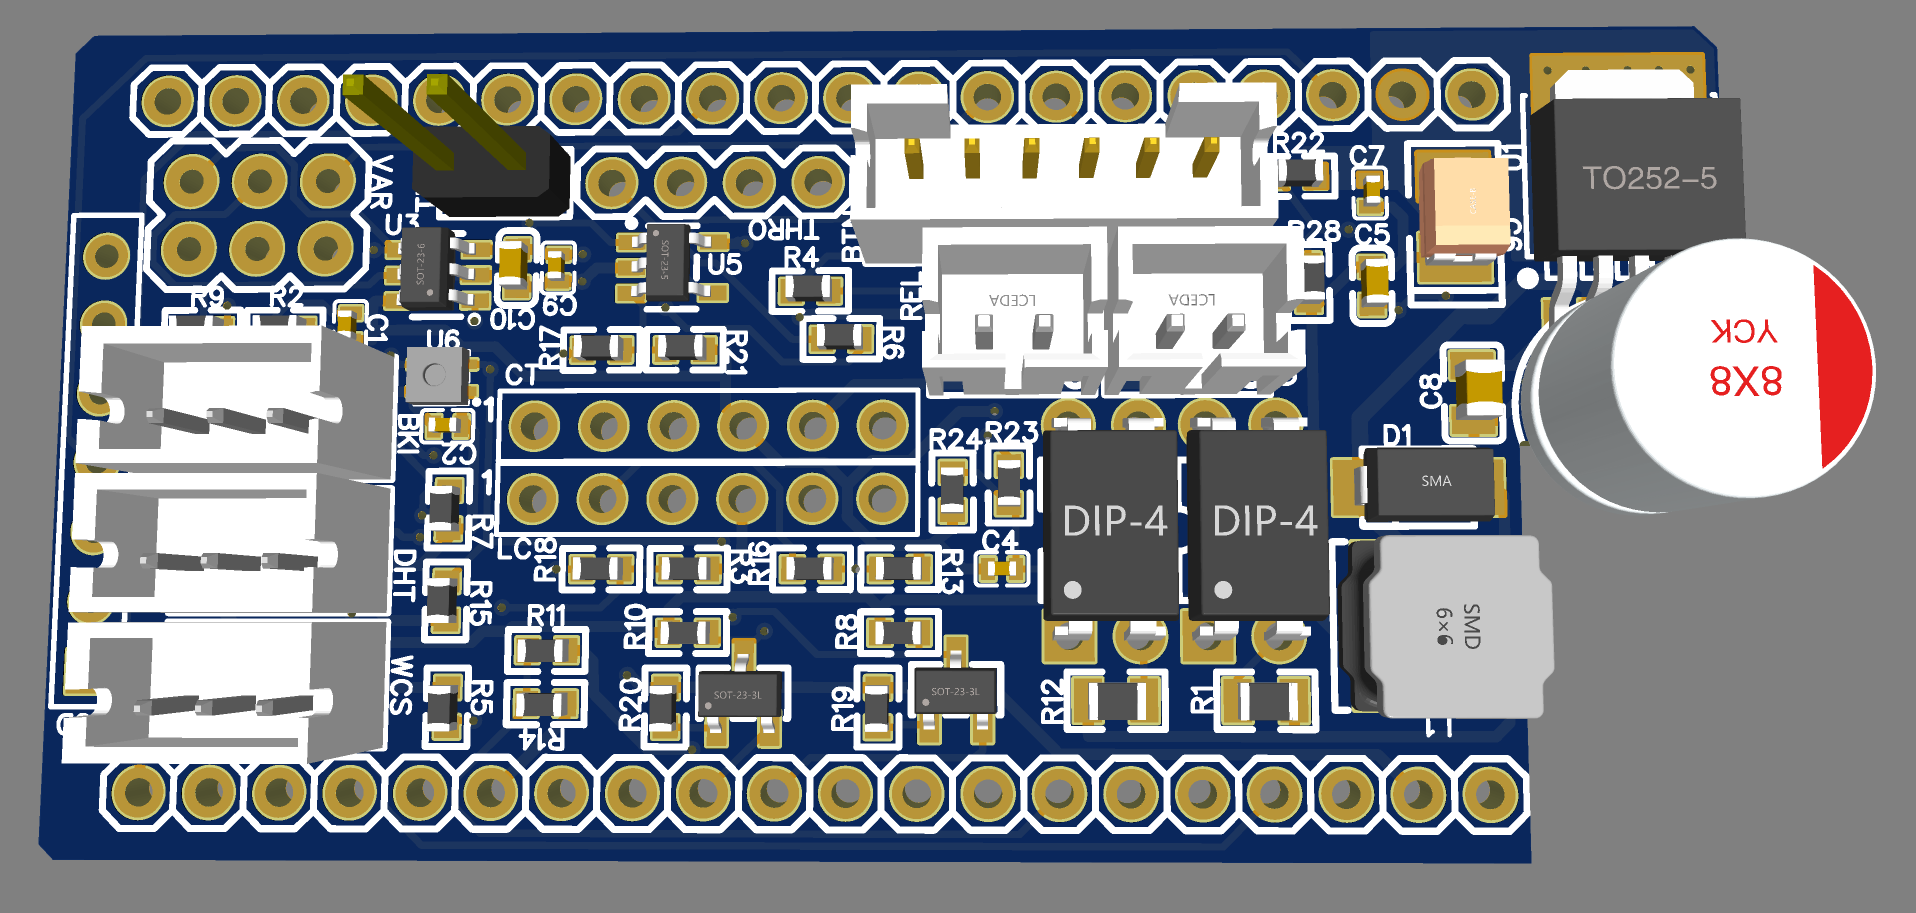 VAR
R22
C7
U1
TO252-5
THRO
SOT-23-6
SOT-23-5
U5
R4
R28
C5
R9
R2
C1
C10
C9
REL
LCEDA
LCEDA
YCK
8X8
U6
R17
R21
R6
CT
C8
BKI
C2
1
R24
R23
D1
SMA
1
R7
DIP-4
DIP-4
LC
R18
R3
R16
R13
C4
DHT
R15
R11
R10
R8
SMD
6×6
WCS
R5
R14
R20
SOT-23-3L
R19
SOT-23-3L
R12
R1